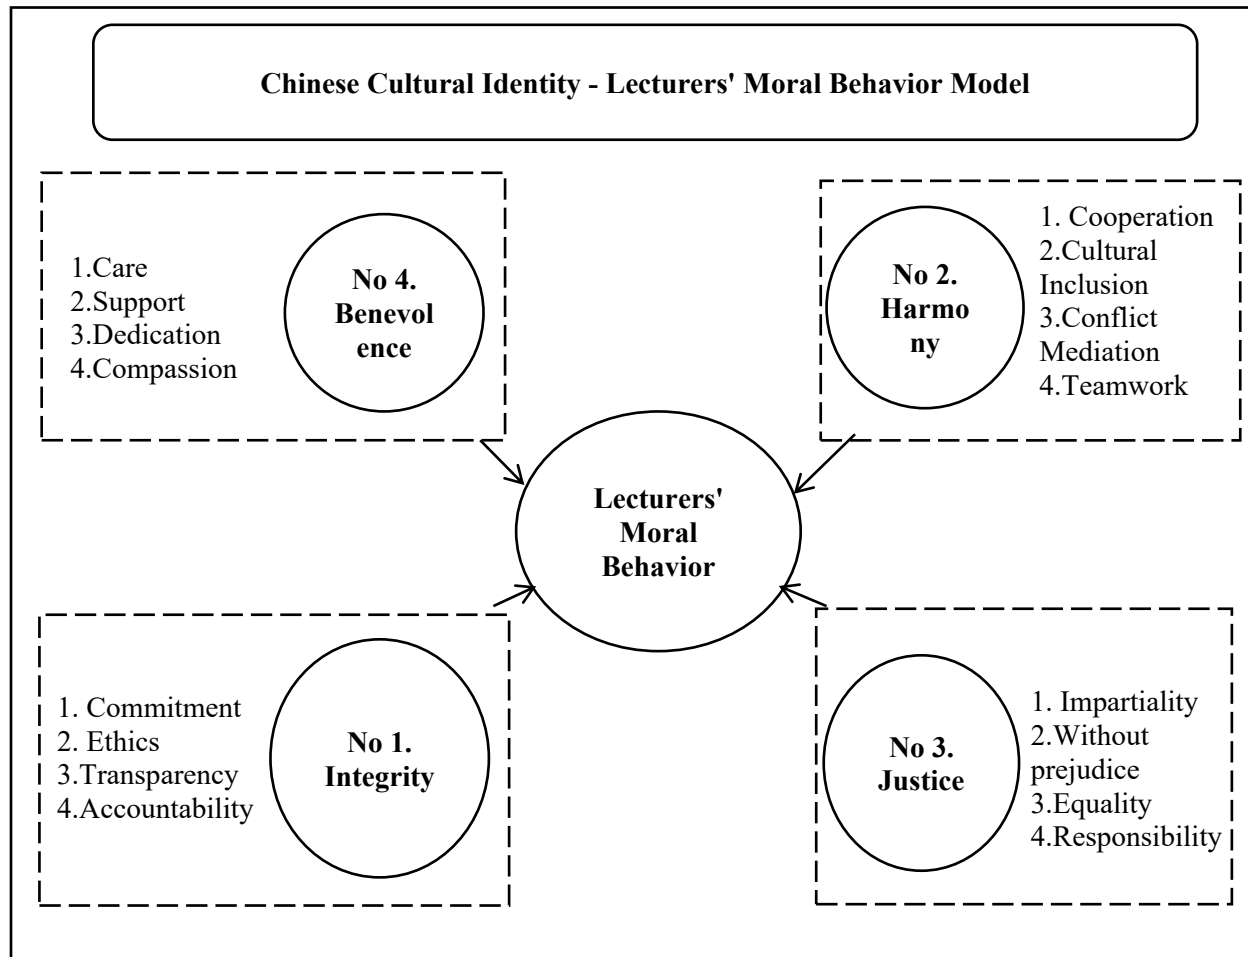 Chinese Cultural Identity - Lecturers' Moral Behavior Model
1.Care
2.Support
3.Dedication
4.Compassion
No 4.
Benevol
ence
No 2.
Harmo
ny
1. Cooperation
2.Cultural
Inclusion
3.Conflict
Mediation
4.Teamwork
Lecturers'
Moral
Behavior
1. Commitment
2. Ethics
3.Transparency
4.Accountability
No 1.
Integrity
No 3.
Justice
1. Impartiality
2.Without
prejudice
3.Equality
4.Responsibility